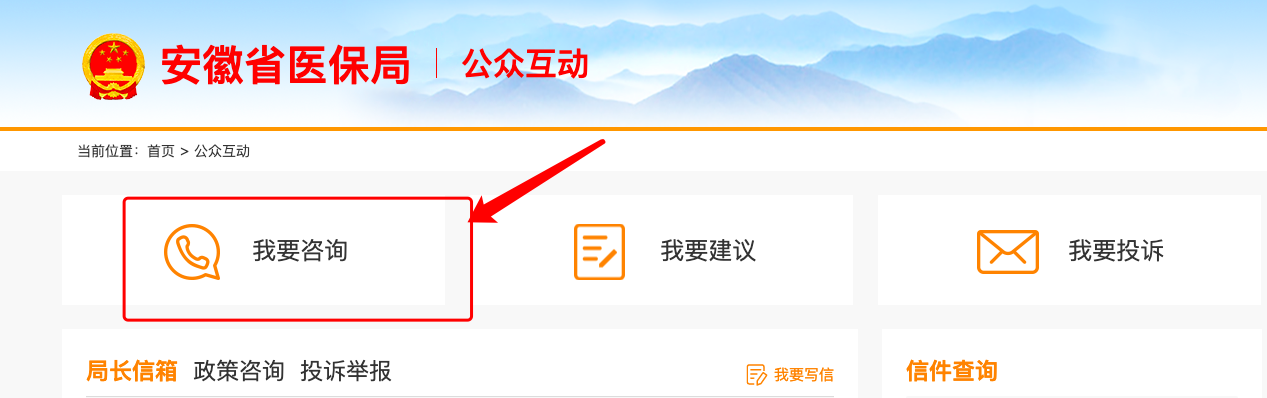 安徽省医保局 公众互动
当前位置：首页 > 公众互动
我要咨询 我要建议 我要投诉
局长信箱 政策咨询 投诉举报 我要写信 信件查询